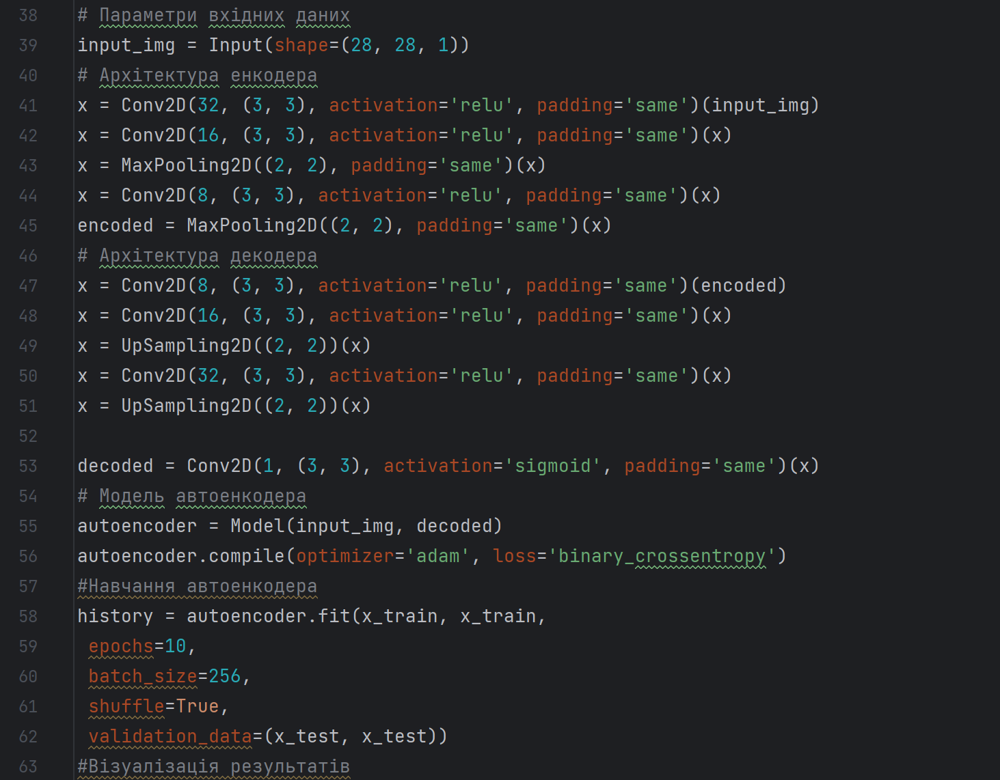 38 # Параметри вхідних даних
39 input_img = Input(shape=(28, 28, 1))
40 # Архітектура енкодера
41 x = Conv2D(32, (3, 3), activation='relu', padding='same')(input_img)
42 x = Conv2D(16, (3, 3), activation='relu', padding='same')(x)
43 x = MaxPooling2D((2, 2), padding='same')(x)
44 x = Conv2D(8, (3, 3), activation='relu', padding='same')(x)
45 encoded = MaxPooling2D((2, 2), padding='same')(x)
46 # Архітектура декодера
47 x = Conv2D(8, (3, 3), activation='relu', padding='same')(encoded)
48 x = Conv2D(16, (3, 3), activation='relu', padding='same')(x)
49 x = UpSampling2D((2, 2))(x)
50 x = Conv2D(32, (3, 3), activation='relu', padding='same')(x)
51 x = UpSampling2D((2, 2))(x)
52
53 decoded = Conv2D(1, (3, 3), activation='sigmoid', padding='same')(x)
54 # Модель автоенкодера
55 autoencoder = Model(input_img, decoded)
56 autoencoder.compile(optimizer='adam', loss='binary_crossentropy')
57 #Навчання автоенкодера
58 history = autoencoder.fit(x_train, x_train,
59  epochs=10,
60  batch_size=256,
61  shuffle=True,
62  validation_data=(x_test, x_test))
63 #Візуалізація результатів